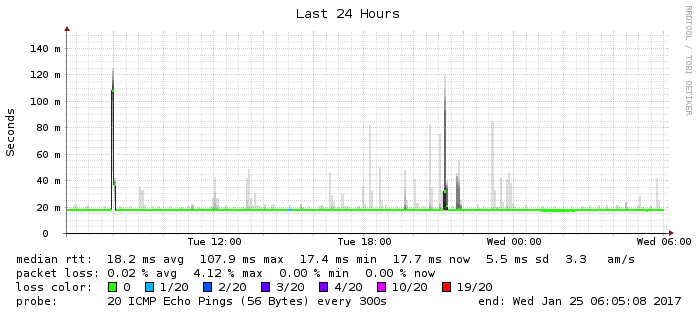 Last 24 Hours
RRDTOOL / TOBI OETIKER
Seconds
140 m
120 m
100 m
80 m
60 m
40 m
20 m
0
Tue 12:00 Tue 18:00 Wed 00:00 Wed 06:00
median rtt: 18.2 ms avg 107.9 ms max 17.4 ms min 17.7 ms now 5.5 ms sd 3.3 am/s
packet loss: 0.02 % avg 4.12 % max 0.00 % min 0.00 % now
loss color: 0 1/20 2/20 3/20 4/20 10/20 19/20
probe: 20 ICMP Echo Pings (56 Bytes) every 300s end: Wed Jan 25 06:05:08 2017